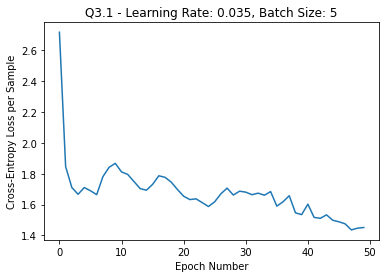 Q3.1 - Learning Rate: 0.035, Batch Size: 5
Cross-Entropy Loss per Sample
2.6
2.4
2.2
2.0
1.8
1.6
1.4
0 10 20 30 40 50
Epoch Number